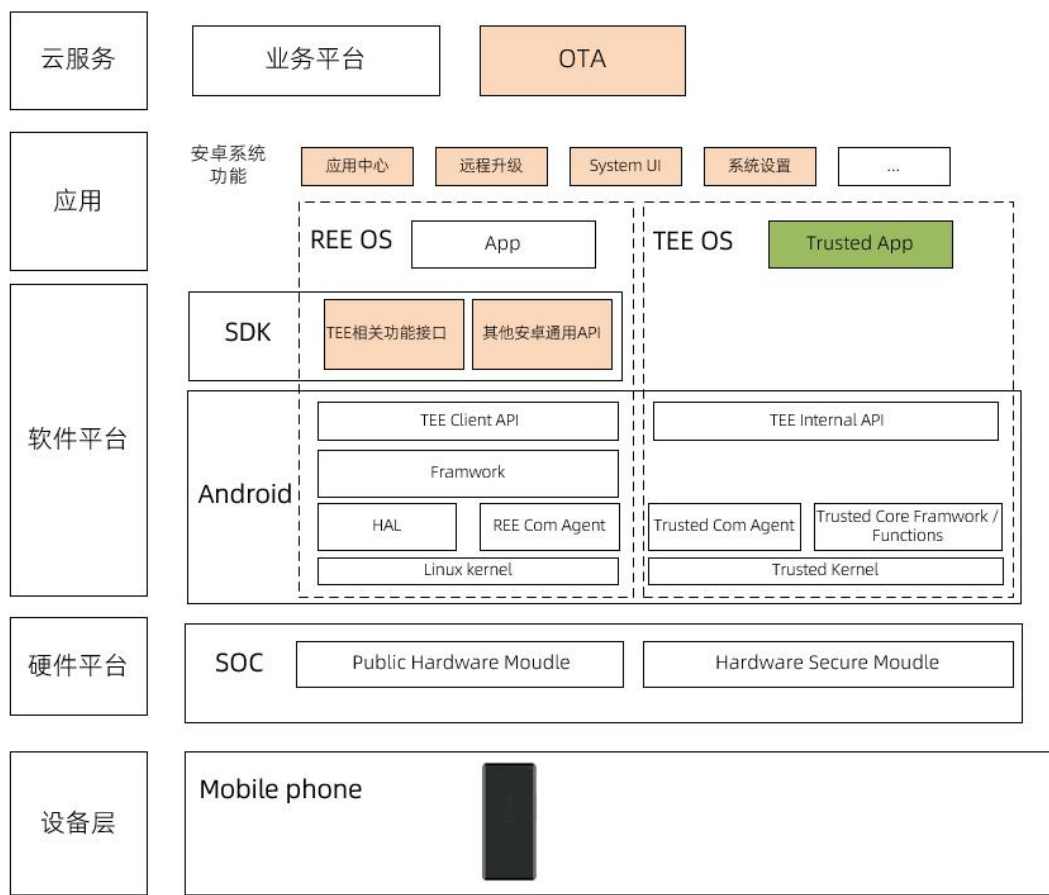 云服务
业务平台
OTA
应用
安卓系统
功能
应用中心
远程升级
System UI
系统设置
...
REE OS
App
TEE OS
Trusted App
软件平台
SDK
TEE相关功能接口
其他安卓通用API
Android
TEE Client API
TEE Internal API
Framwork
HAL
REE Com Agent
Trusted Com Agent
Trusted Core Framwork /
Functions
Linux kernel
Trusted Kernel
硬件平台
SOC
Public Hardware Moudle
Hardware Secure Moudle
设备层
Mobile phone